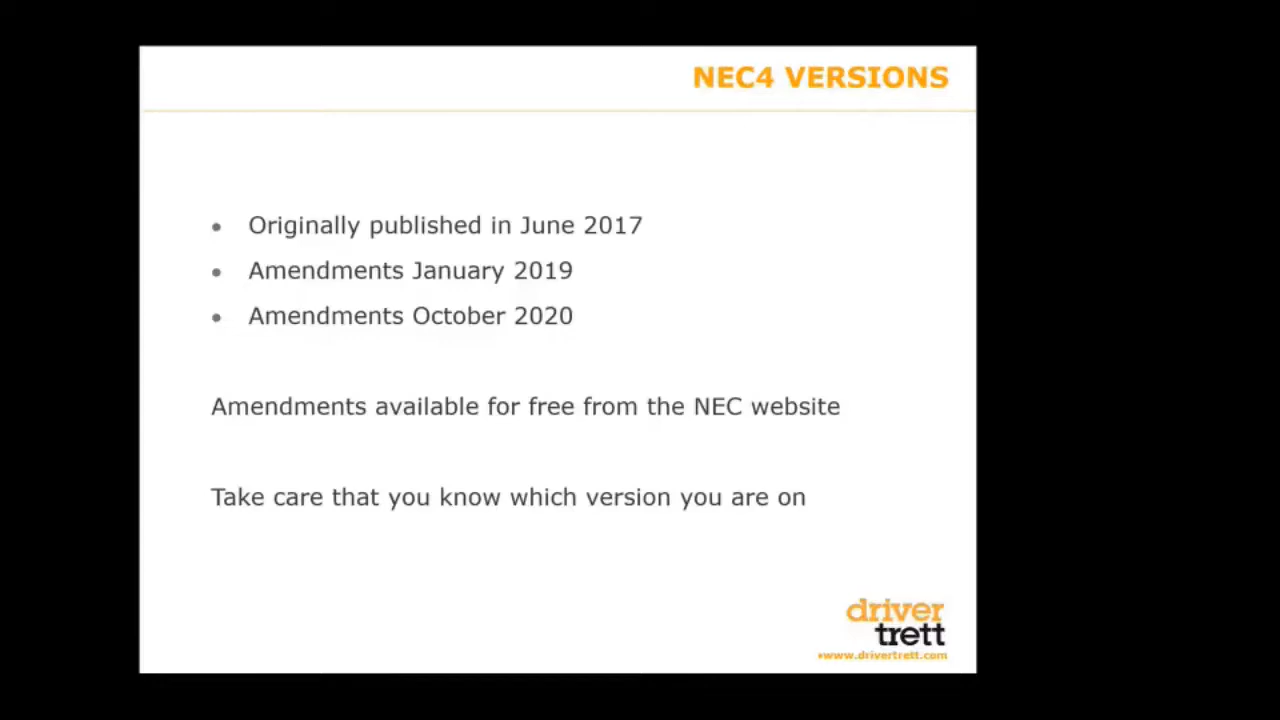 NEC4 VERSIONS
• Originally published in June 2017
• Amendments January 2019
• Amendments October 2020
Amendments available for free from the NEC website
Take care that you know which version you are on
driver
trett
•www.drivertrett.com